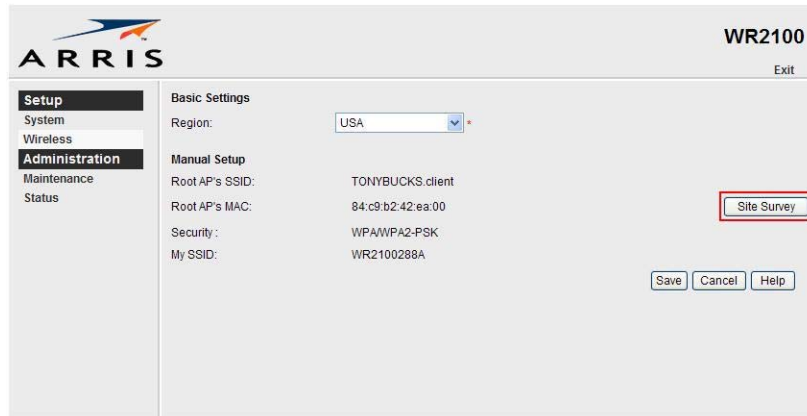 ARRIS
WR2100
Exit
Setup
System
Wireless
Administration
Maintenance
Status
Basic Settings
Region: USA *
Manual Setup
Root AP's SSID: TONYBUCKS.client
Root AP's MAC: 84:c9:b2:42:ea:00 Site Survey
Security : WPA/WPA2-PSK
My SSID: WR2100288A
Save Cancel Help